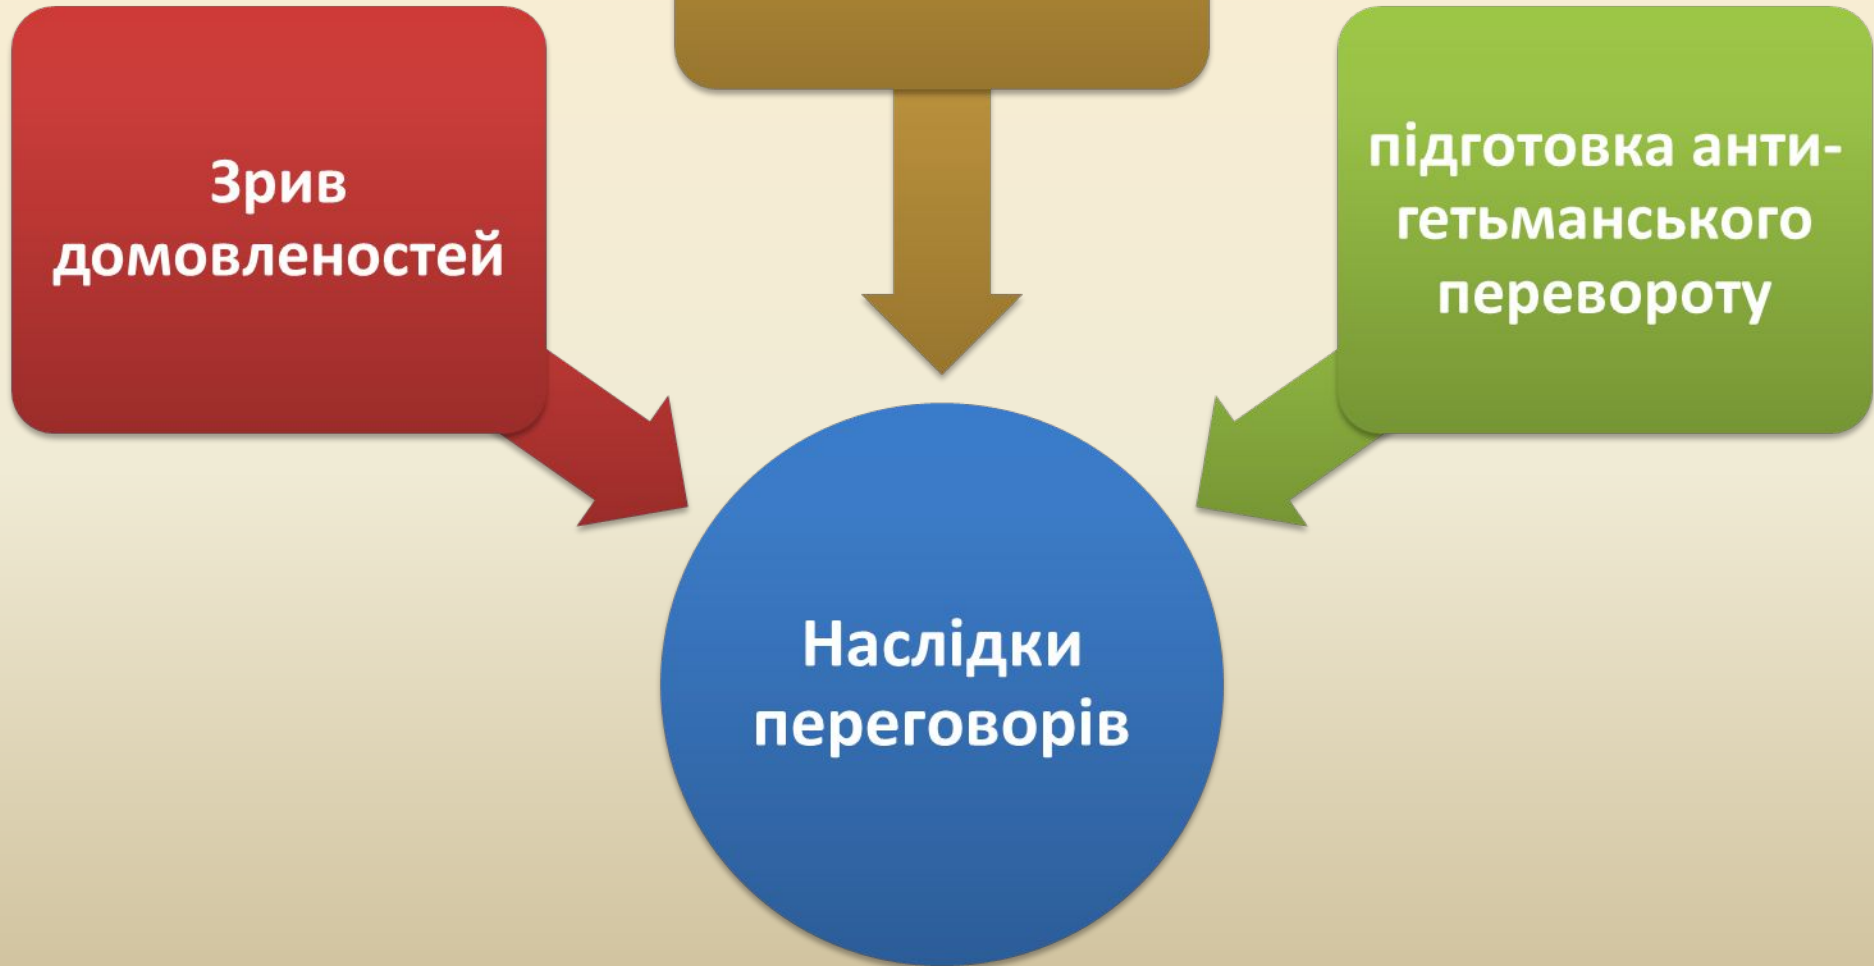 Зрив
домовленостей
підготовка анти-
гетьманського
перевороту
Наслідки
переговорів